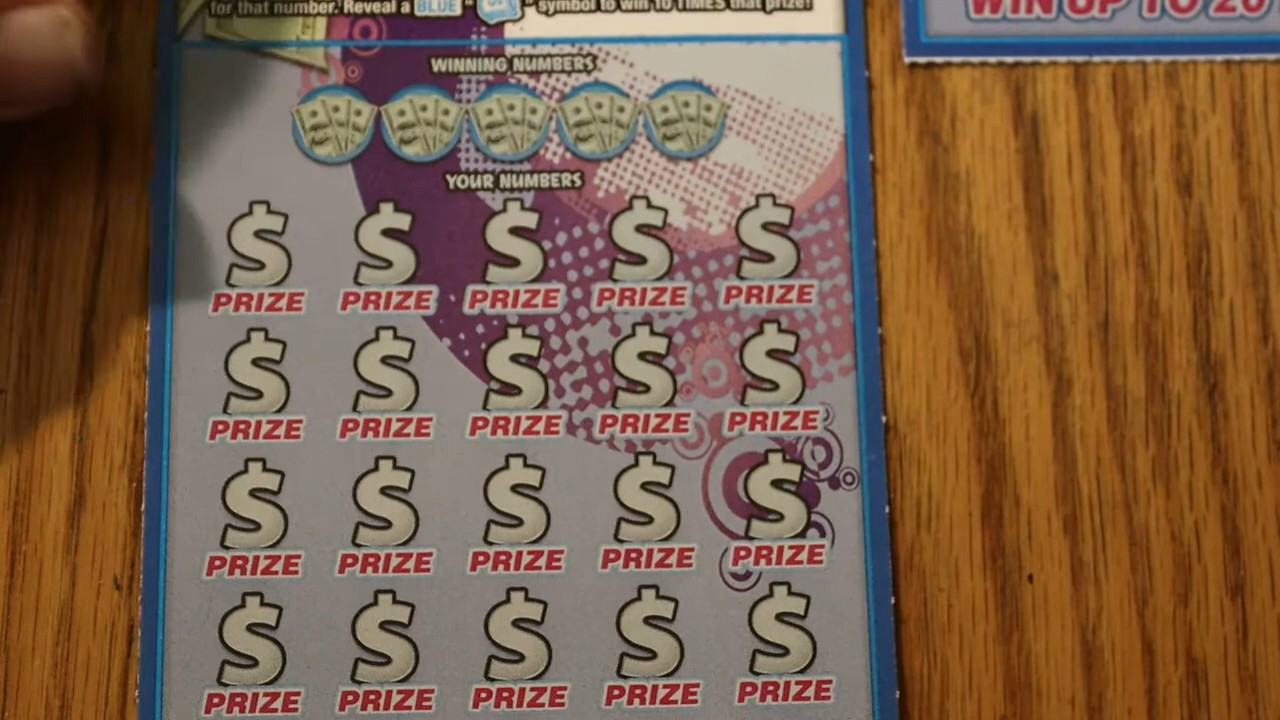 for that number. Reveal a BLUE " " symbol to win 10 TIMES that prize!
WIN UP TO 20
WINNING NUMBERS
YOUR NUMBERS
$ $ $ $ $
PRIZE PRIZE PRIZE PRIZE PRIZE
$ $ $ $ $
PRIZE PRIZE PRIZE PRIZE PRIZE
$ $ $ $ $
PRIZE PRIZE PRIZE PRIZE PRIZE
$ $ $ $ $
PRIZE PRIZE PRIZE PRIZE PRIZE